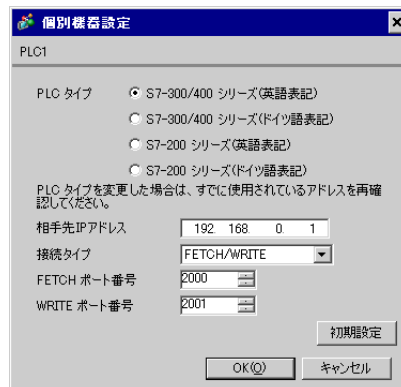 個別機器設定
PLC1
PLC タイプ
S7-300/400 シリーズ(英語表記)
S7-300/400 シリーズ(ドイツ語表記)
S7-200 シリーズ(英語表記)
S7-200 シリーズ(ドイツ語表記)
PLC タイプを変更した場合は、すでに使用されているアドレスを再確
認してください。
相手先IPアドレス 192. 168. 0. 1
接続タイプ FETCH/WRITE
FETCH ポート番号 2000
WRITE ポート番号 2001
初期設定
OK(O) キャンセル